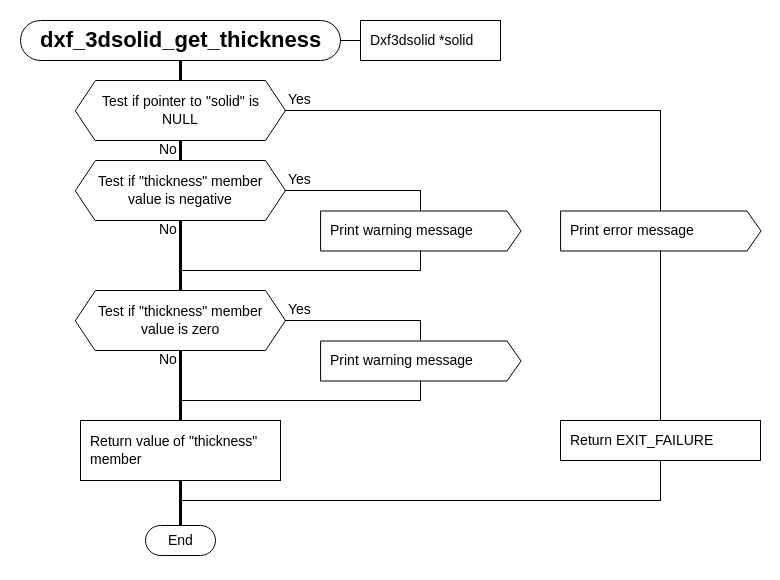 dxf_3dsolid_get_thickness
Dxf3dsolid *solid
Test if pointer to "solid" is
NULL
Yes
No
Test if "thickness" member
value is negative
Yes
No
Print warning message
Print error message
Test if "thickness" member
value is zero
Yes
No
Print warning message
Return value of "thickness"
member
Return EXIT_FAILURE
End